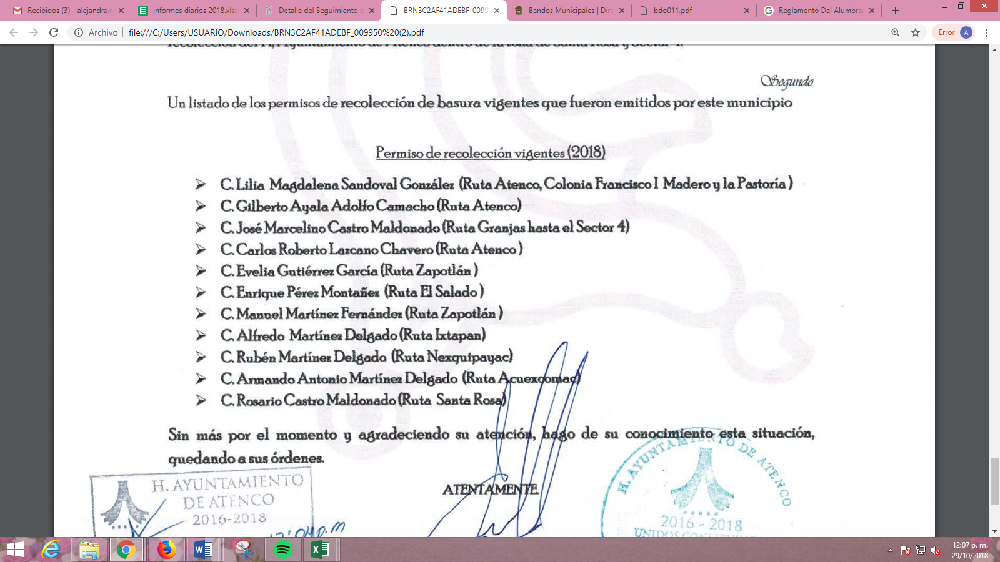 Recibidos (3) - alejandra.n
informes diarios 2018.xlsx
Detalle del Seguimiento d
BRN3C2AF41ADEBF_0099
Bandos Municipales | Dire
bdo011.pdf
Reglamento Del Alumbra
Archivo
file:///C:/Users/USUARIO/Downloads/BRN3C2AF41ADEBF_009950%20(2).pdf
Error
A
Segundo
Un listado de los permisos de recolección de basura vigentes que fueron emitidos por este municipio
Permiso de recolección vigentes (2018)
➢ C. Lilia Magdalena Sandoval González (Ruta Atenco, Colonia Francisco I Madero y la Pastoría )
➢ C. Gilberto Ayala Adolfo Camacho (Ruta Atenco)
➢ C. José Marcelino Castro Maldonado (Ruta Granjas hasta el Sector 4)
➢ C. Carlos Roberto Lazcano Chavero (Ruta Atenco )
➢ C. Evelia Gutiérrez García (Ruta Zapotlán )
➢ C. Enrique Pérez Montañez (Ruta El Salado )
➢ C. Manuel Martínez Fernández (Ruta Zapotlán )
➢ C. Alfredo Martínez Delgado (Ruta Ixtapan)
➢ C. Rubén Martínez Delgado (Ruta Nexquipayac)
➢ C. Armando Antonio Martínez Delgado (Ruta Acuexcomac)
➢ C. Rosario Castro Maldonado (Ruta Santa Rosa)
Sin más por el momento y agradeciendo su atención, hago de su conocimiento esta situación,
quedando a sus órdenes.
ATENTAMENTE
H. AYUNTAMIENTO
DE ATENCO
2016-2018
H. AYUNTAMIENTO DE ATENCO
2016 - 2018
12:07 p. m.
29/10/2018